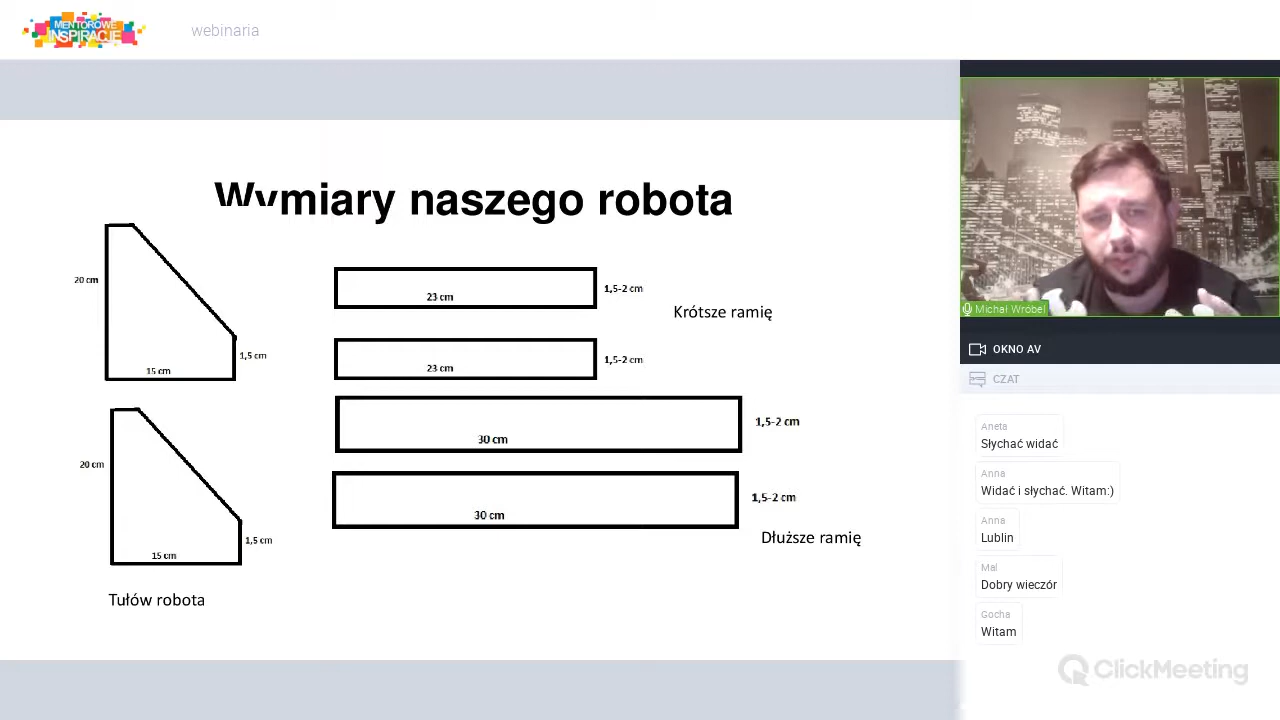 MENTOROWE
INSPIRACJE
webinaria
Wymiary naszego robota
20 cm
1,5 cm
15 cm
20 cm
1,5 cm
15 cm
Tułów robota
23 cm
1,5-2 cm
Krótsze ramię
23 cm
1,5-2 cm
30 cm
1,5-2 cm
30 cm
1,5-2 cm
Dłuższe ramię
Michał Wróbel
OKNO AV
CZAT
Aneta
Słychać widać
Anna
Widać i słychać. Witam:)
Anna
Lublin
Mal
Dobry wieczór
Gocha
Witam
ClickMeeting